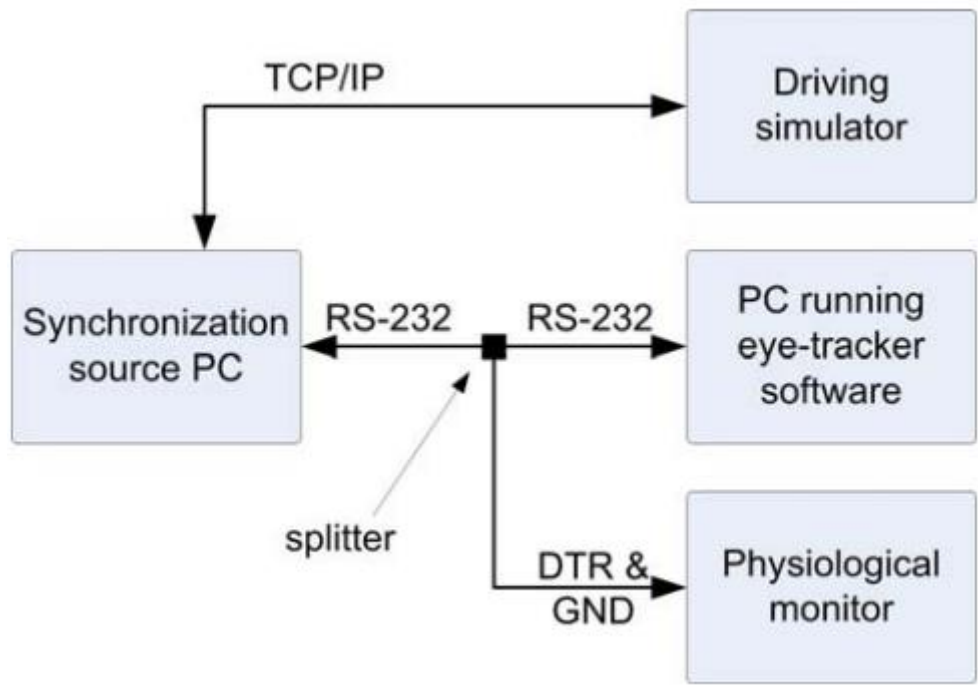 TCP/IP
Driving
simulator
Synchronization
source PC
RS-232
RS-232
PC running
eye-tracker
software
splitter
DTR &
GND
Physiological
monitor